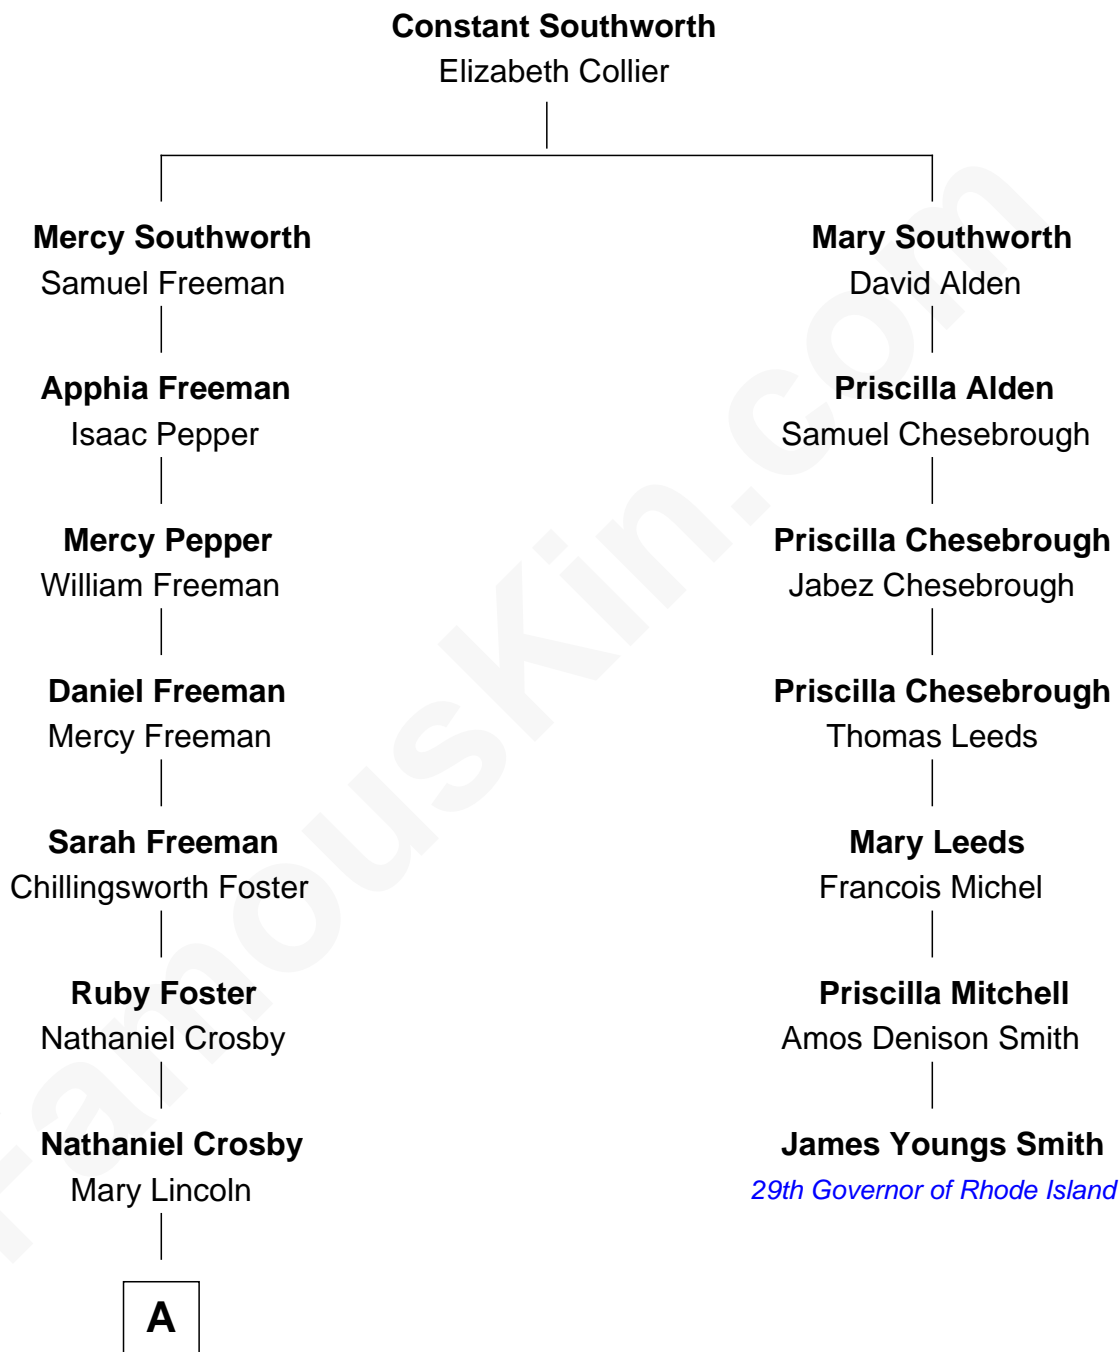 Constant Southworth
Elizabeth Collier
Mercy Southworth
Samuel Freeman
Mary Southworth
David Alden
Apphia Freeman
Isaac Pepper
Priscilla Alden
Samuel Chesebrough
Mercy Pepper
William Freeman
Priscilla Chesebrough
Jabez Chesebrough
Daniel Freeman
Mercy Freeman
Priscilla Chesebrough
Thomas Leeds
Sarah Freeman
Chillingsworth Foster
Mary Leeds
Francois Michel
Ruby Foster
Nathaniel Crosby
Priscilla Mitchell
Amos Denison Smith
Nathaniel Crosby
Mary Lincoln
James Youngs Smith
29th Governor of Rhode Island
A
FamousKin.com